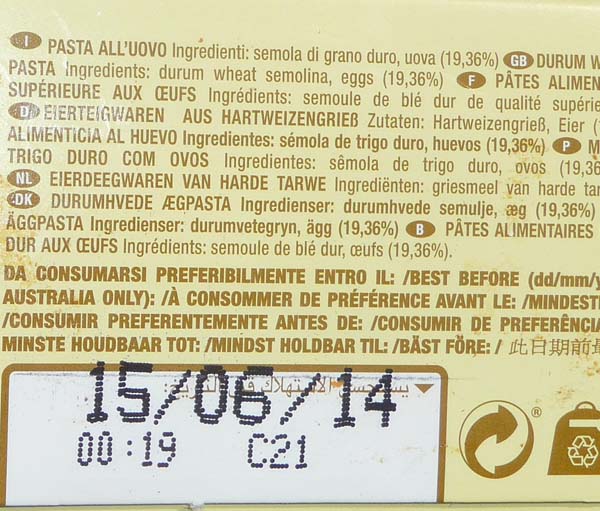 I PASTA ALL'UOVO Ingredienti: semola di grano duro, uova (19,36%) GB DURUM W
PASTA Ingredients: durum wheat semolina, eggs (19,36%) F PÂTES ALIMEN
SUPÉRIEURE AUX ŒUFS Ingrédients: semoule de blé dur de qualité supérie
D EIERTEIGWAREN AUS HARTWEIZENGRIEß Zutaten: Hartweizengrieß, Eier (
ALIMENTICIA AL HUEVO Ingredientes: sémola de trigo duro, huevos (19,36%) P M
TRIGO DURO COM OVOS Ingredientes: sêmola de trigo duro, ovos (19,36
NL EIERDEEGWAREN VAN HARDE TARWE Ingrediënten: griesmeel van harde tar
DK DURUMHVEDE ÆGPASTA Ingredienser: durumhvede semulje, æg (19,36%)
ÄGGPASTA Ingredienser: durumvetegryn, ägg (19,36%) B PÂTES ALIMENTAIRES
DUR AUX ŒUFS Ingrédients: semoule de blé dur, œufs (19,36%).
DA CONSUMARSI PREFERIBILMENTE ENTRO IL: /BEST BEFORE (dd/mm/y
AUSTRALIA ONLY): /À CONSOMMER DE PRÉFÉRENCE AVANT LE: /MINDEST
/CONSUMIR PREFERENTEMENTE ANTES DE: /CONSUMIR DE PREFERÊNCIA
MINSTE HOUDBAAR TOT: /MINDST HOLDBAR TIL: /BÄST FÖRE: / 此日期前最
يستحسن الاستهلاك قبل التاريخ:
15/06/14
00:19 C21
®